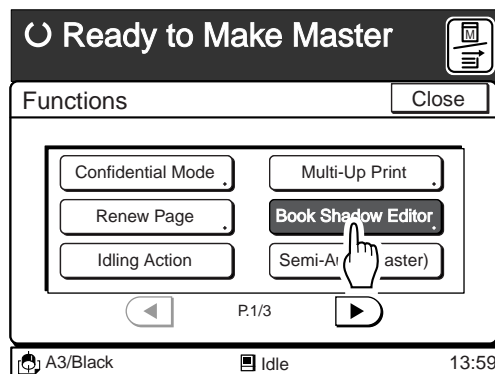 Ready to Make Master
M
Functions
Close
Confidential Mode
Multi-Up Print
Renew Page
Book Shadow Editor
Idling Action
Semi-Au aster)
P.1/3
A3/Black
Idle
13:59